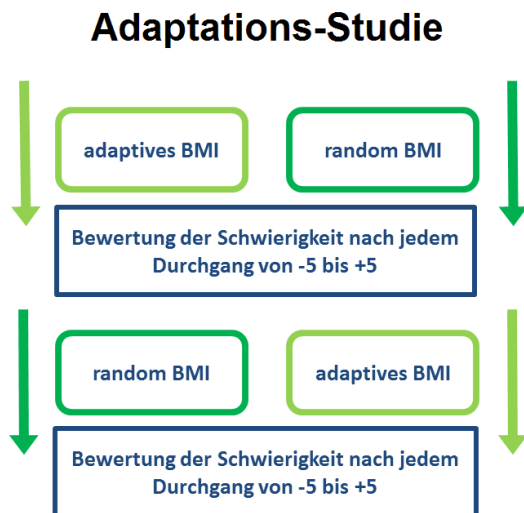 Adaptations-Studie
adaptives BMI
random BMI
Bewertung der Schwierigkeit nach jedem
Durchgang von -5 bis +5
random BMI
adaptives BMI
Bewertung der Schwierigkeit nach jedem
Durchgang von -5 bis +5